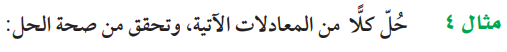 مثال ٤ حُلّ كلًّا من المعادلات الآتية، وتحقق من صحة الحل: